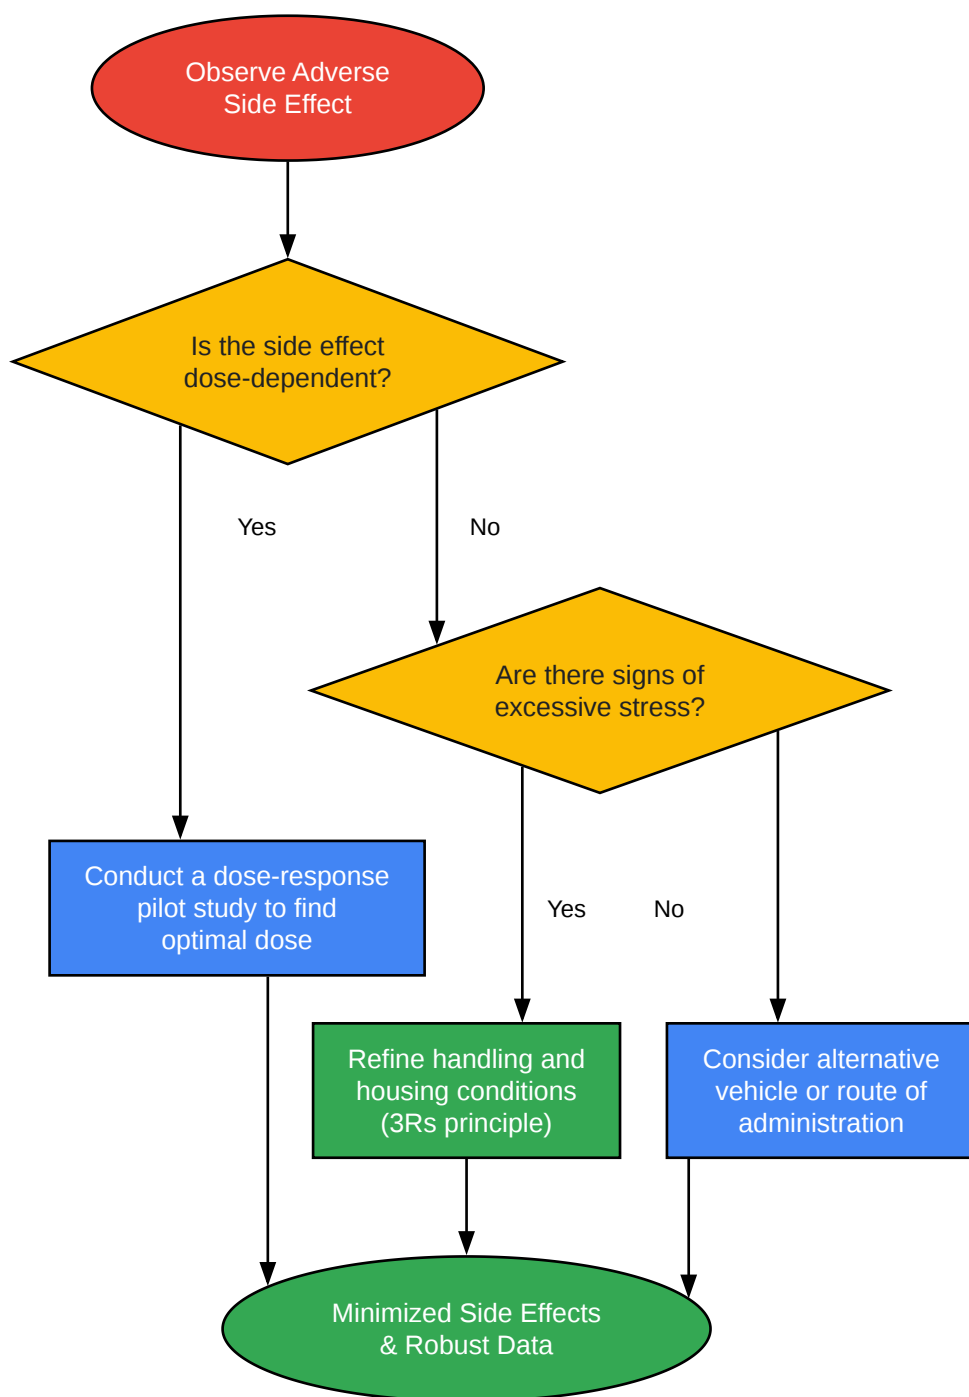 Observe Adverse
Side Effect
Is the side effect
dose-dependent?
Yes
No
Are there signs of
excessive stress?
Conduct a dose-response
pilot study to find
optimal dose
Yes
No
Refine handling and
housing conditions
(3Rs principle)
Consider alternative
vehicle or route of
administration
Minimized Side Effects
& Robust Data